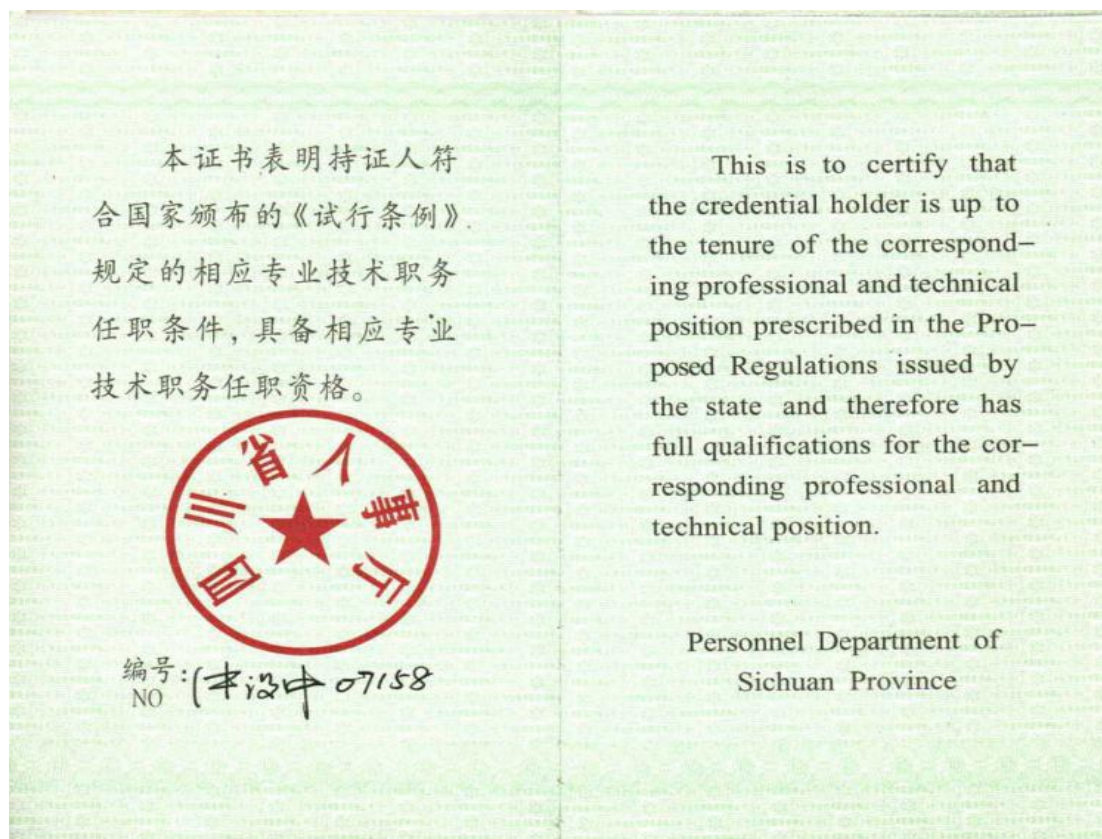 本证书表明持证人符
合国家颁布的《试行条例》
规定的相应专业技术职务
任职条件，具备相应专业
技术职务任职资格。
四川省人事厅
编号:
NO
07158
This is to certify that
the credential holder is up to
the tenure of the correspond-
ing professional and technical
position prescribed in the Pro-
posed Regulations issued by
the state and therefore has
full qualifications for the cor-
responding professional and
technical position.
Personnel Department of
Sichuan Province